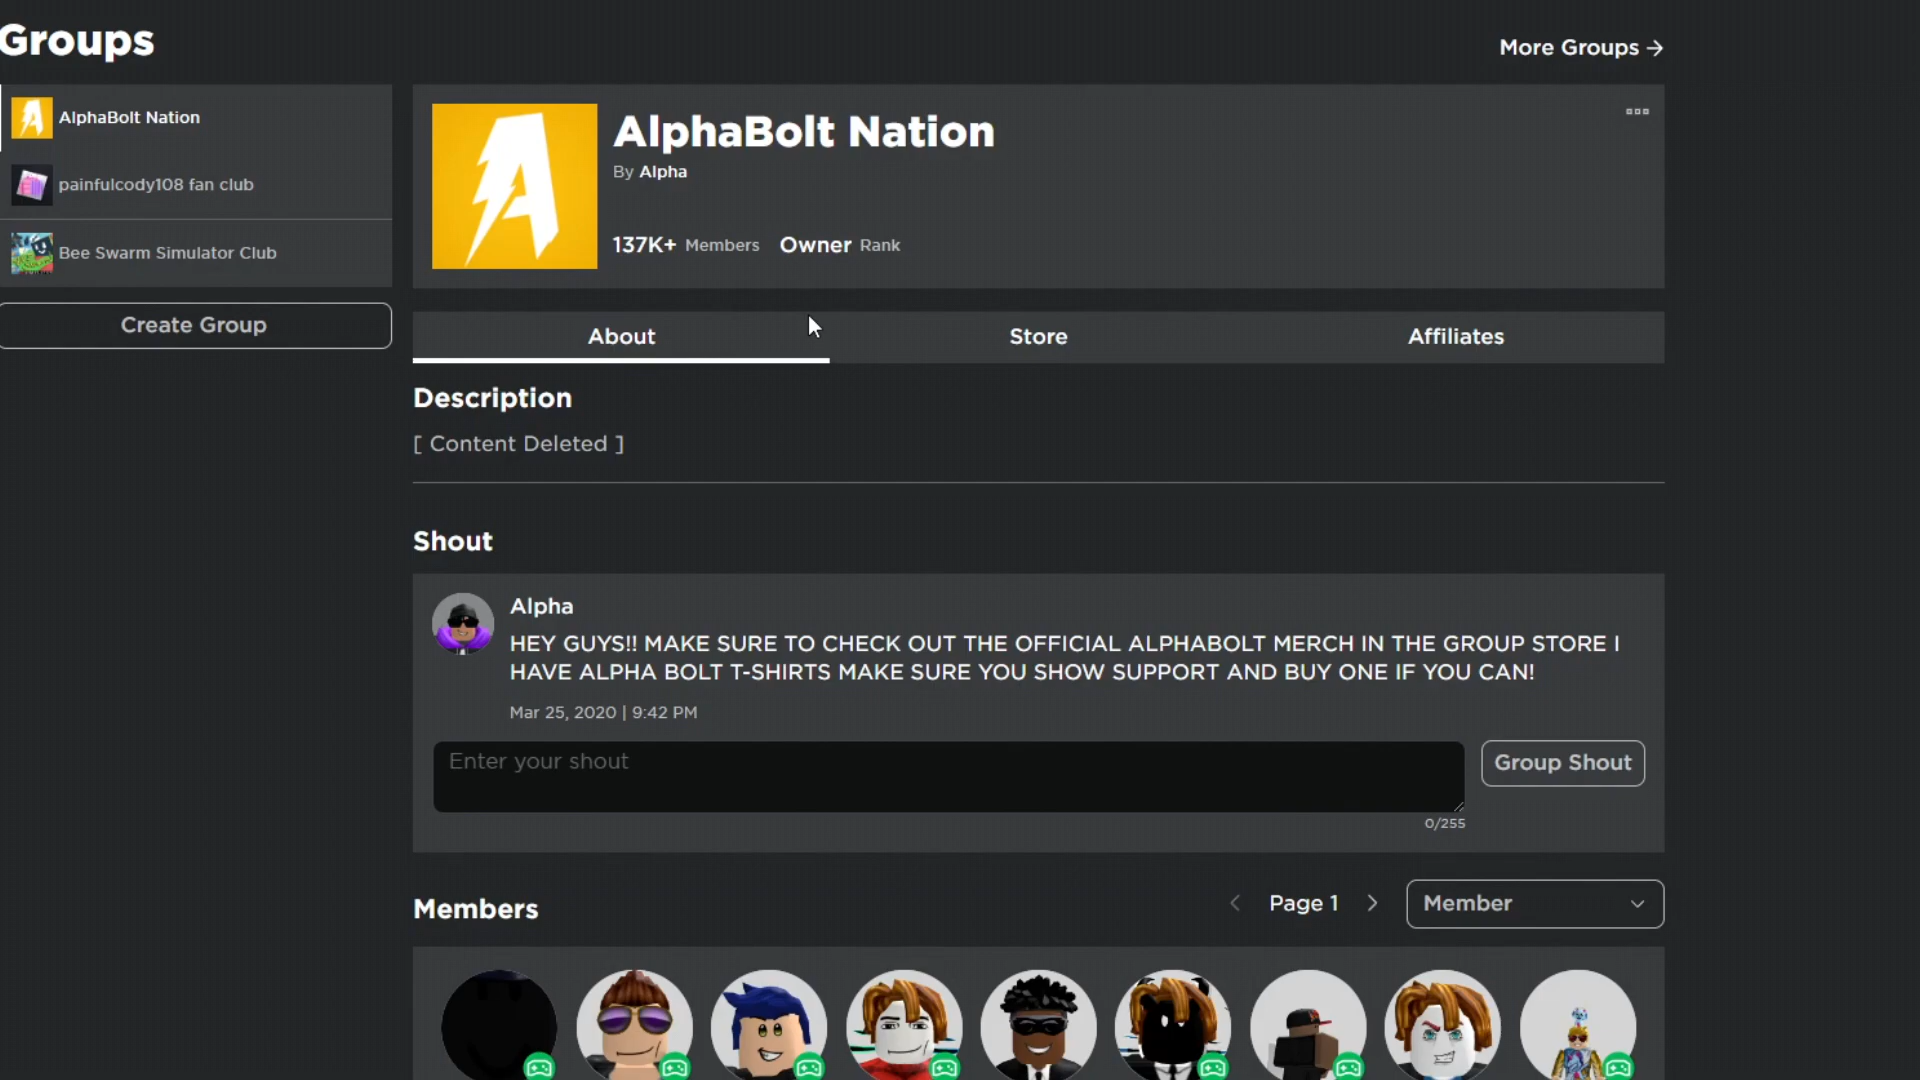 Groups
More Groups →
AlphaBolt Nation
painfulcody108 fan club
Bee Swarm Simulator Club
Create Group
AlphaBolt Nation
By Alpha
137K+ Members Owner Rank
About Store Affiliates
Description
[ Content Deleted ]
Shout
Alpha
HEY GUYS!! MAKE SURE TO CHECK OUT THE OFFICIAL ALPHABOLT MERCH IN THE GROUP STORE I
HAVE ALPHA BOLT T-SHIRTS MAKE SURE YOU SHOW SUPPORT AND BUY ONE IF YOU CAN!
Mar 25, 2020 | 9:42 PM
Enter your shout
Group Shout
0/255
Members
Page 1
Member